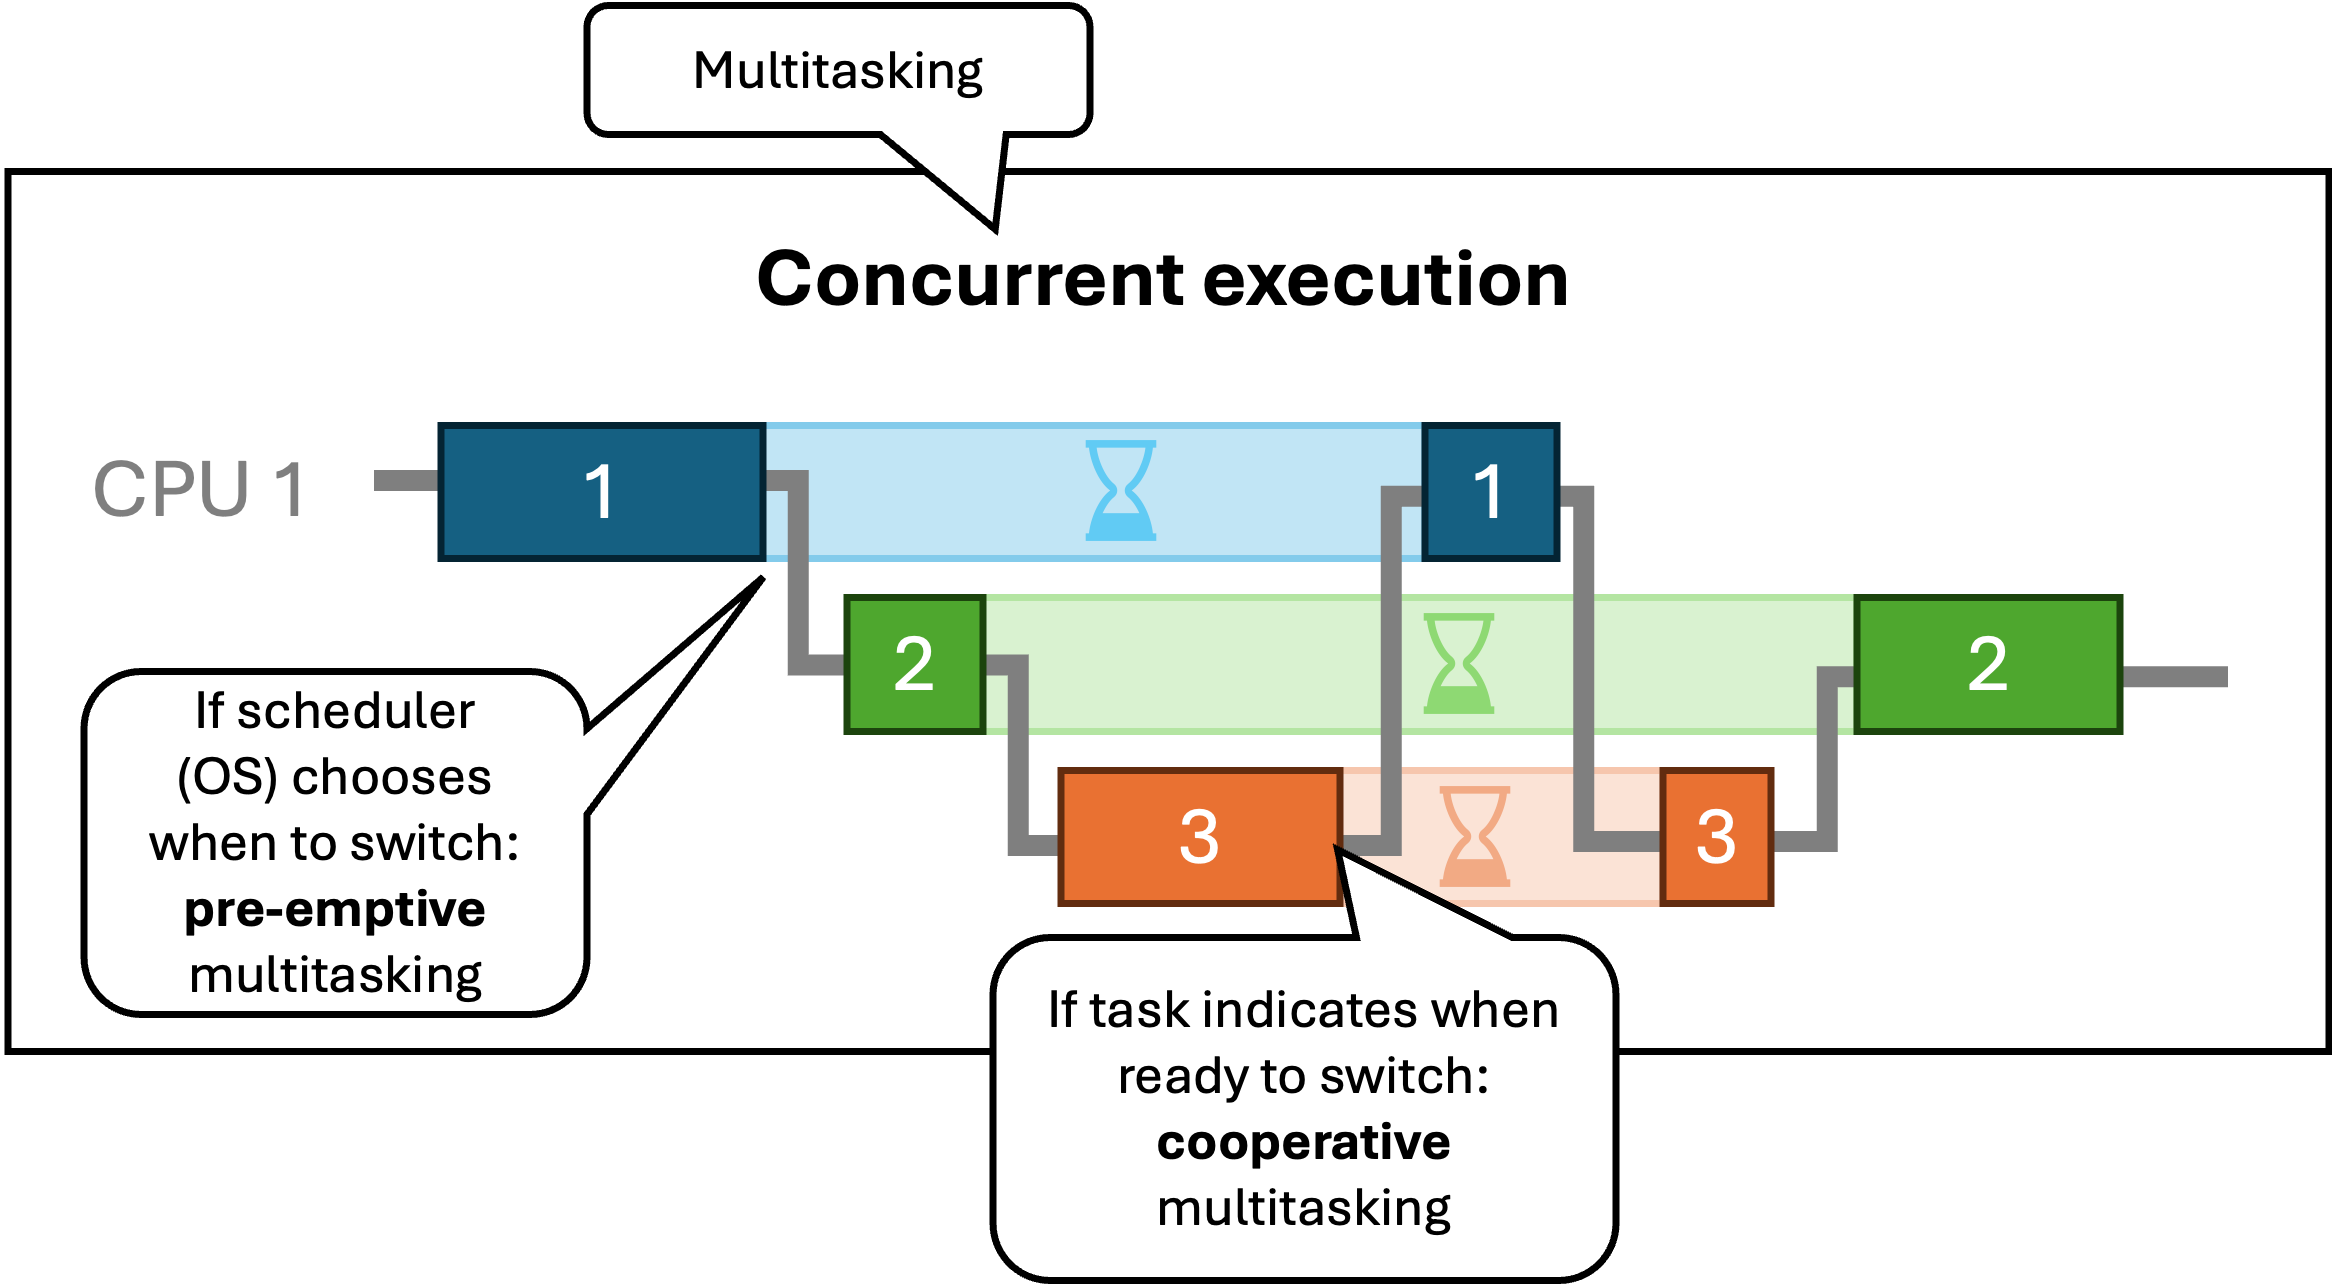 Multitasking
Concurrent execution
CPU 1
1
1
2
2
3
3
If scheduler
(OS) chooses
when to switch:
pre-emptive
multitasking
If task indicates when
ready to switch:
cooperative
multitasking